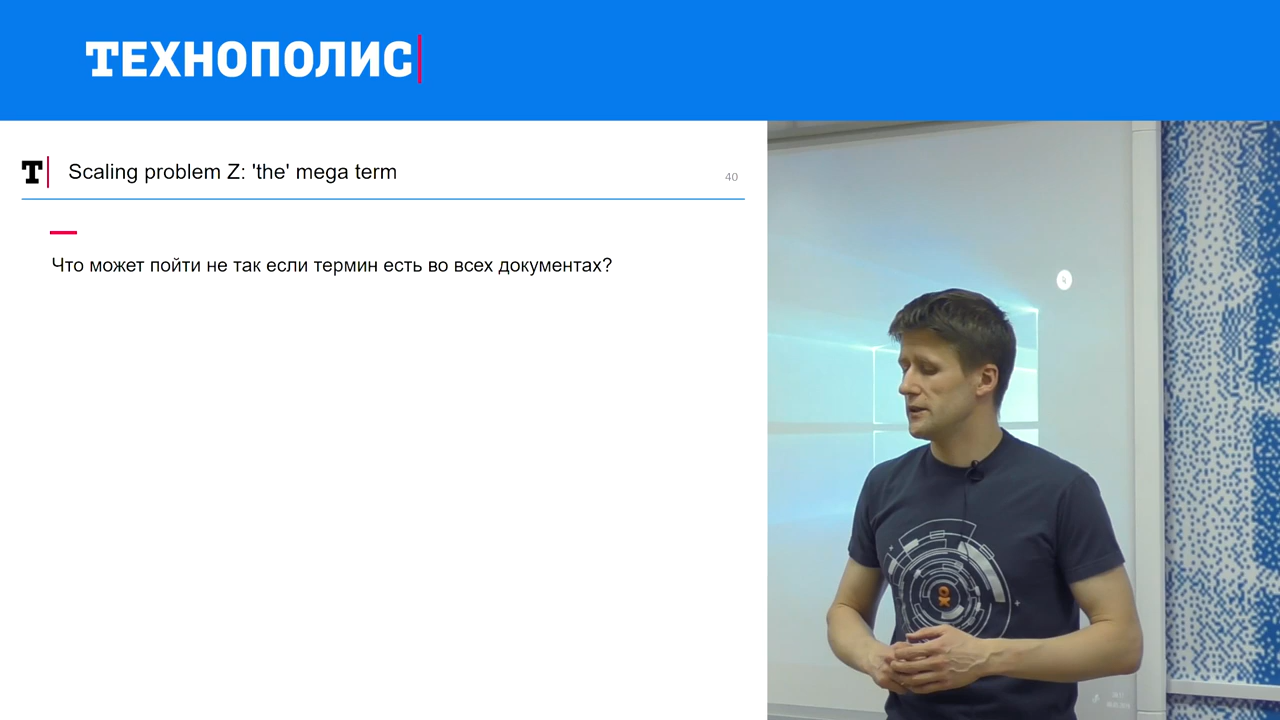 ТЕХНОПОЛИС
Т
Scaling problem Z: 'the' mega term
40
Что может пойти не так если термин есть во всех документах?